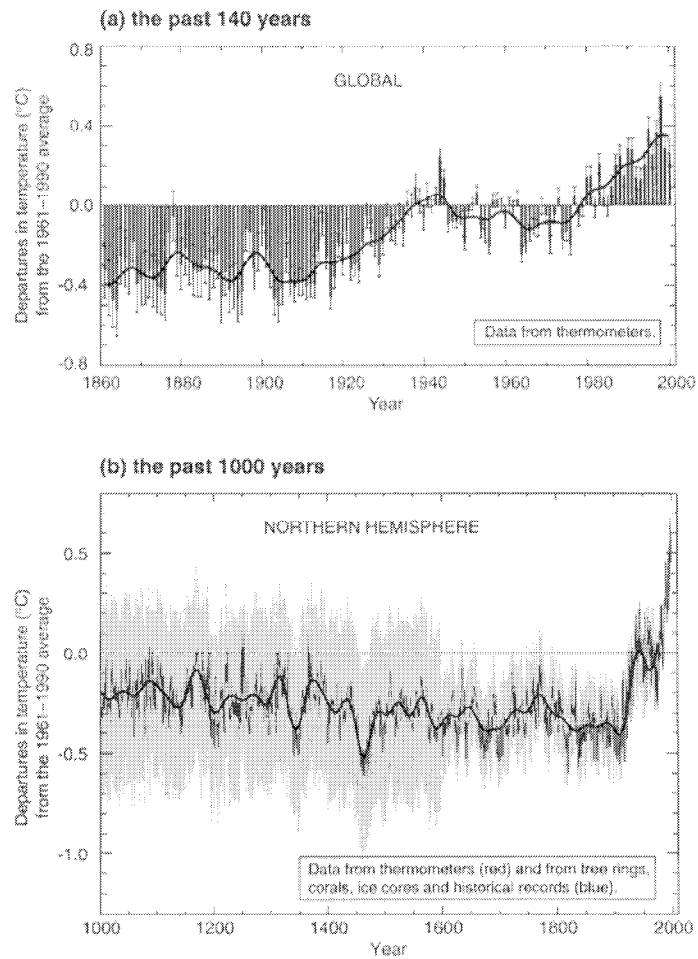 (a) the past 140 years
0.8
GLOBAL
0.4
0.0
-0.4
-0.8
Departures in temperature (°C)
from the 1961–1990 average
Data from thermometers.
1860
1880
1900
1920
1940
1960
1980
2000
Year
(b) the past 1000 years
NORTHERN HEMISPHERE
0.5
0.0
-0.5
-1.0
Departures in temperature (°C)
from the 1961–1990 average
Data from thermometers (red) and from tree rings,
corals, ice cores and historical records (blue).
1000
1200
1400
1600
1800
2000
Year